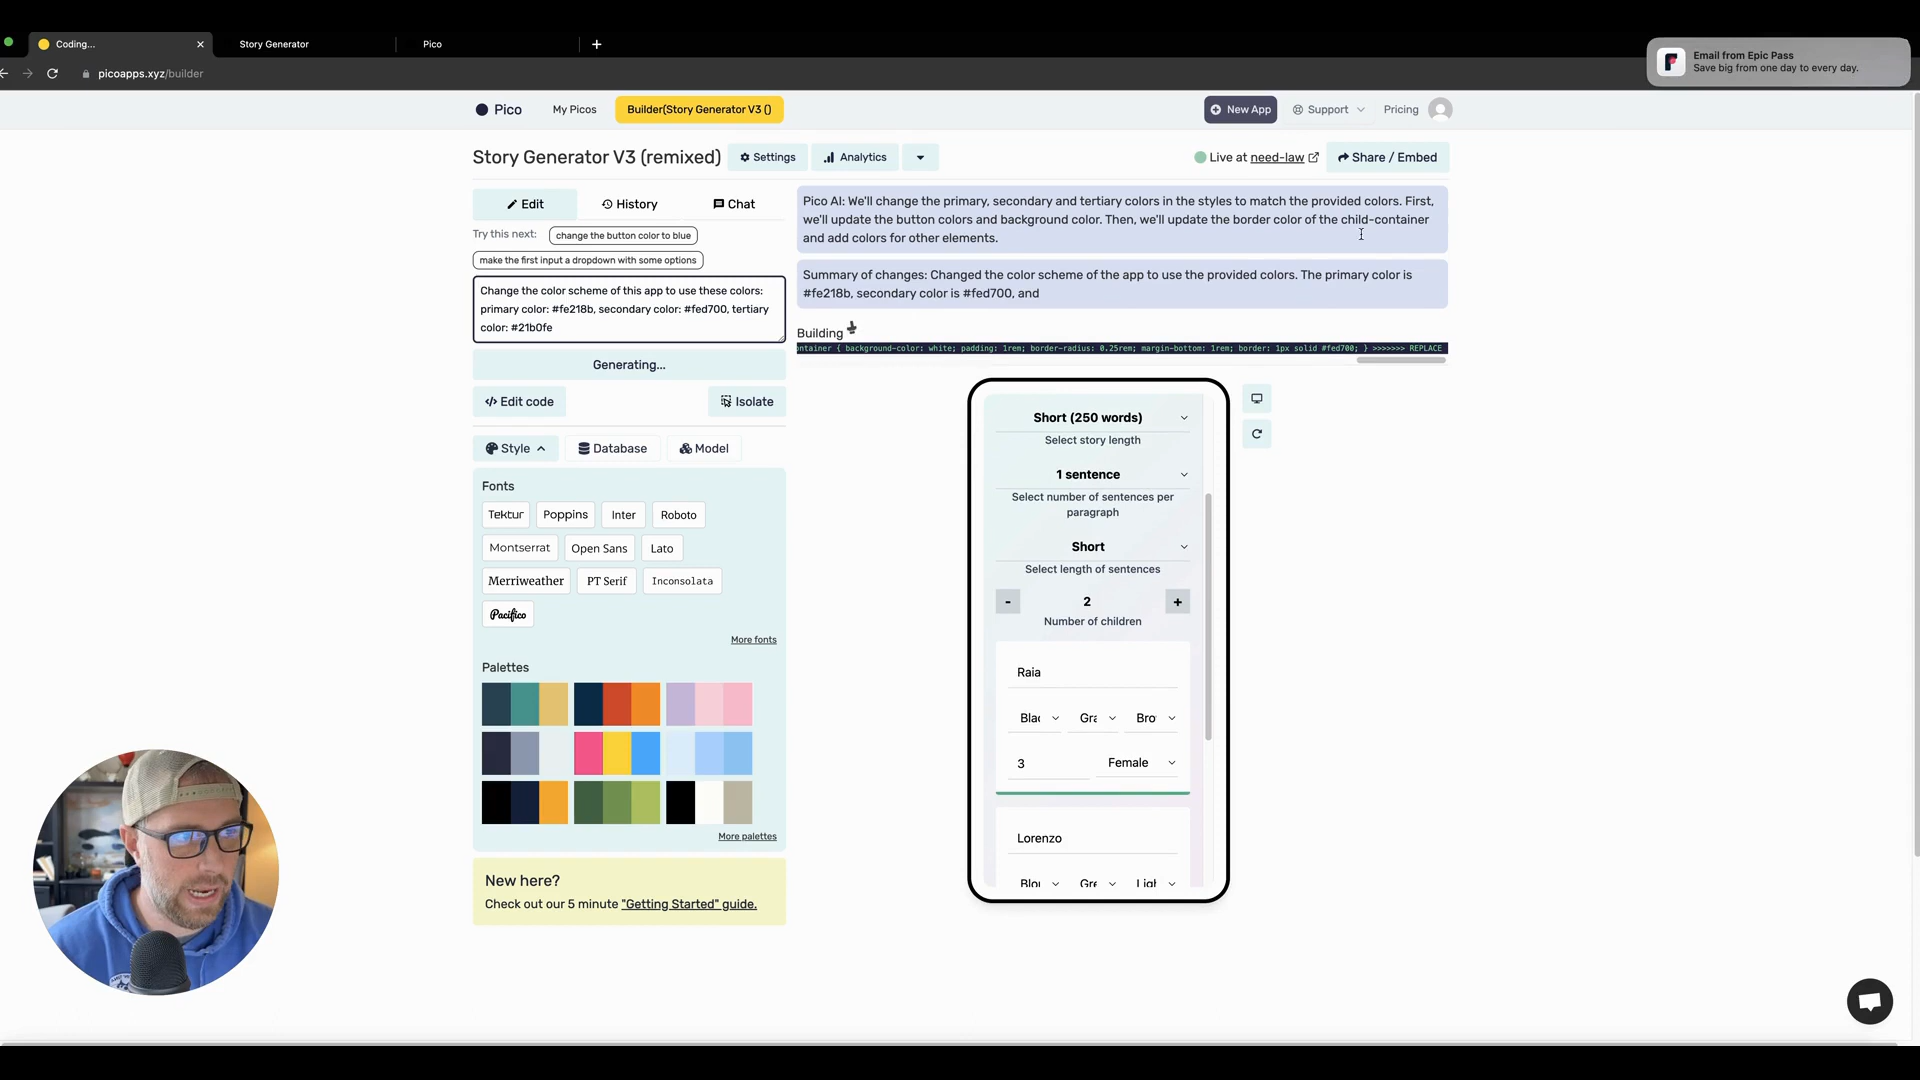 Coding...
Story Generator
Pico
picoapps.xyz/builder
Email from Epic Pass
Save big from one day to every day.
Pico
My Picos
Builder(Story Generator V3 ()
New App
Support
Pricing
Story Generator V3 (remixed)
Settings
Analytics
Live at need-law
Share / Embed
Edit
History
Chat
Try this next:
change the button color to blue
make the first input a dropdown with some options
Change the color scheme of this app to use these colors:
primary color: #fe218b, secondary color: #fed700, tertiary
color: #21b0fe
Generating...
</> Edit code
Isolate
Style
Database
Model
Fonts
Tektur
Poppins
Inter
Roboto
Montserrat
Open Sans
Lato
Merriweather
PT Serif
Inconsolata
Pacifico
More fonts
Palettes
More palettes
New here?
Check out our 5 minute "Getting Started" guide.
Pico AI: We'll change the primary, secondary and tertiary colors in the styles to match the provided colors. First,
we'll update the button colors and background color. Then, we'll update the border color of the child-container
and add colors for other elements.
Summary of changes: Changed the color scheme of the app to use the provided colors. The primary color is
#fe218b, secondary color is #fed700, and
Building
ontainer { background-color: white; padding: 1rem; border-radius: 0.25rem; margin-bottom: 1rem; border: 1px solid #fed700; } >>>>>>> REPLACE
Short (250 words)
Select story length
1 sentence
Select number of sentences per
paragraph
Short
Select length of sentences
-
2
+
Number of children
Raia
Blac
Gra
Bro
3
Female
Lorenzo
Blo
Gre
Ligh